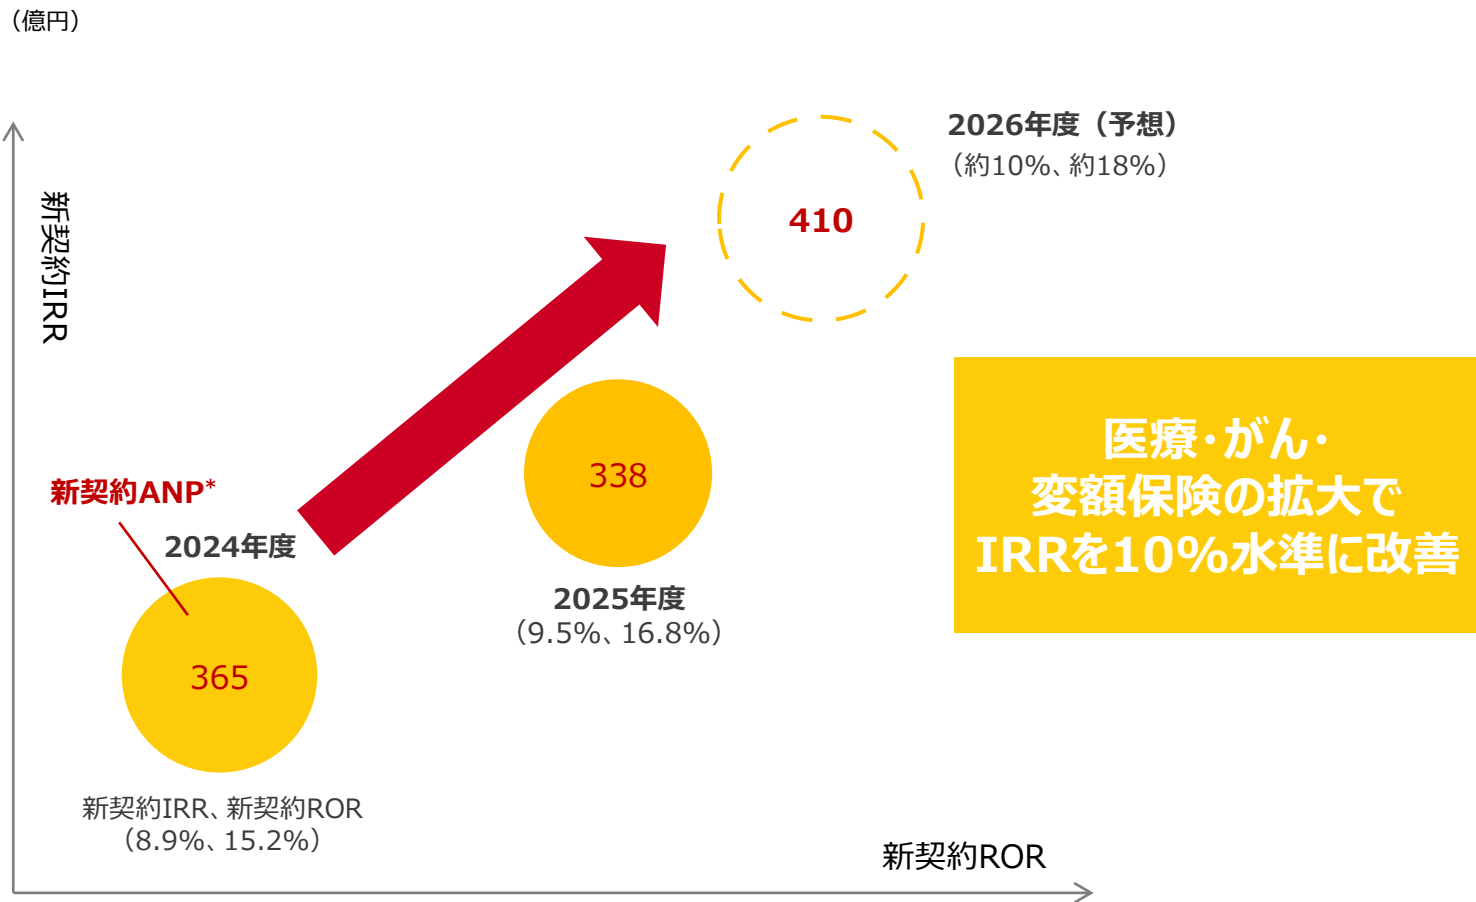 （億円）
新契約IRR
2026年度（予想）
（約10%、約18%）
410
338
新契約ANP*
2024年度
2025年度
（9.5%、16.8%）
365
新契約IRR、新契約ROR
（8.9%、15.2%）
新契約ROR
医療・がん・
変額保険の拡大で
IRRを10%水準に改善